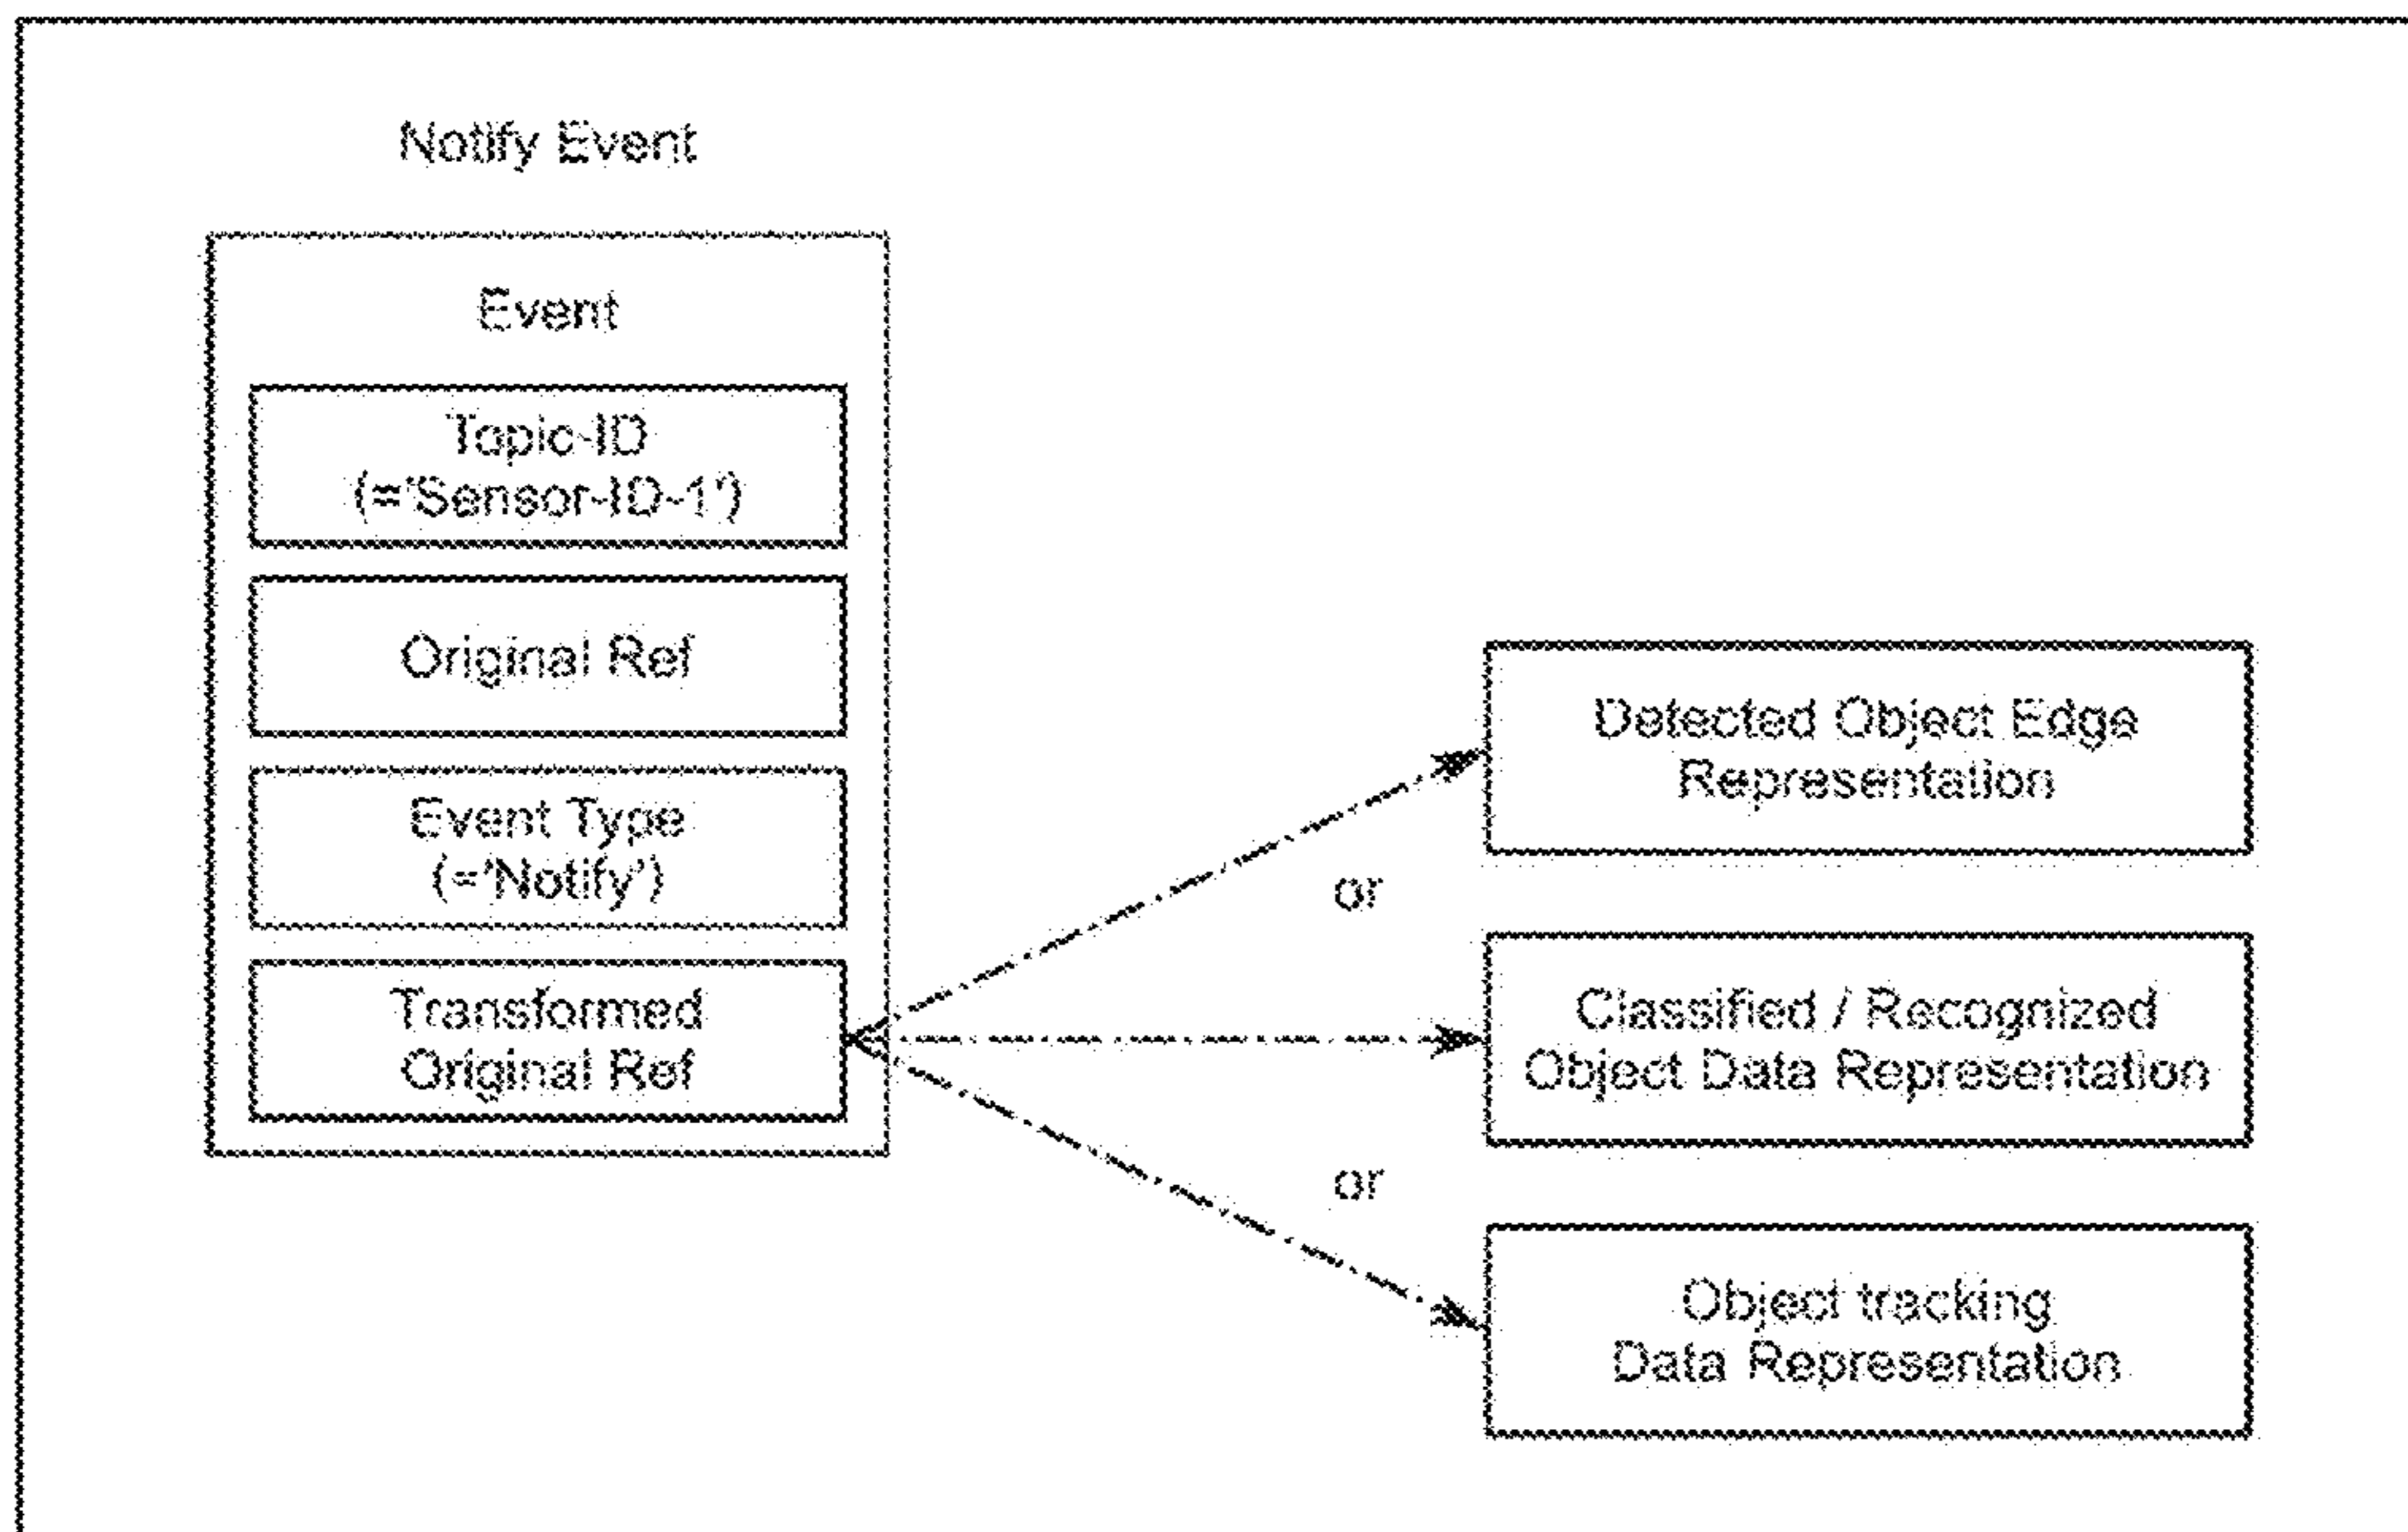 Notify Event
Event
Topic-ID
(='Sensor-ID-1')
Original Ref
Event Type
(='Notify')
Transformed
Original Ref
Detected Object Edge
Representation
or
Classified / Recognized
Object Data Representation
or
Object tracking
Data Representation